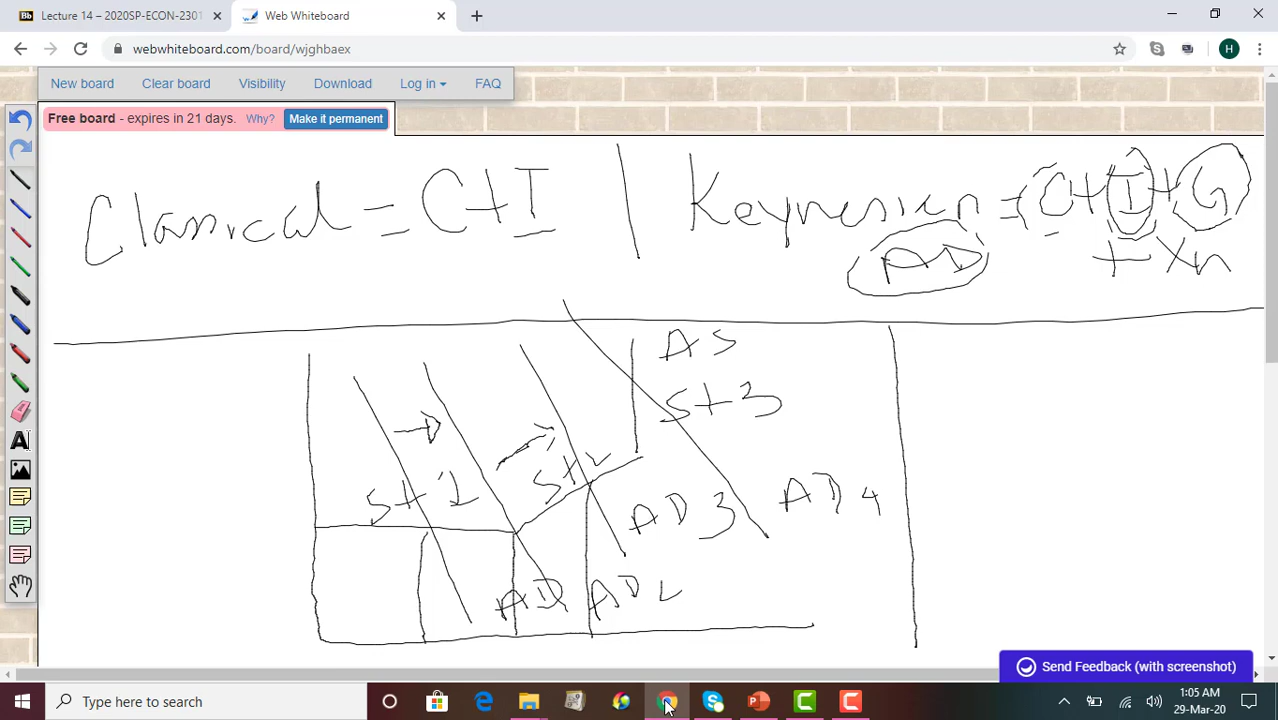 Lecture 14 – 2020SP-ECON-2301
Web Whiteboard
webwhiteboard.com/board/wjghbaex
H
New board Clear board Visibility Download Log in FAQ
Free board - expires in 21 days. Why? Make it permanent
Classical = C+I
Keynesian = C+I+G
+ Xn
AD
AS
St 3
St 1
St 2
AD 3
AD 4
AD1
AD2
A
Send Feedback (with screenshot)
Type here to search
1:05 AM
29-Mar-20